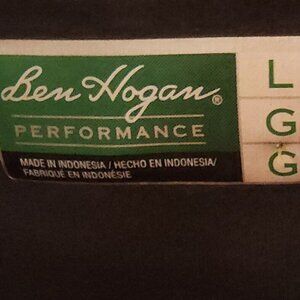 Ben Hogan®
PERFORMANCE
MADE IN INDONESIA / HECHO EN INDONESIA/
FABRIQUÉ EN INDONÉSIE
L
G
G